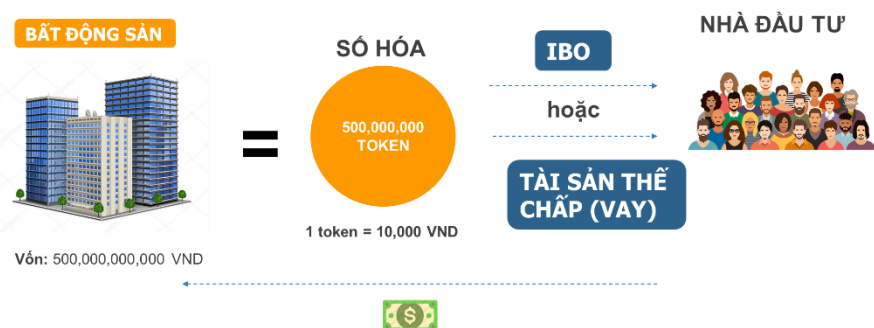 BẤT ĐỘNG SẢN
SỐ HÓA
IBO
NHÀ ĐẦU TƯ
hoặc
500,000,000
TOKEN
TÀI SẢN THẾ
CHẤP (VAY)
1 token = 10,000 VND
Vốn: 500,000,000,000 VND